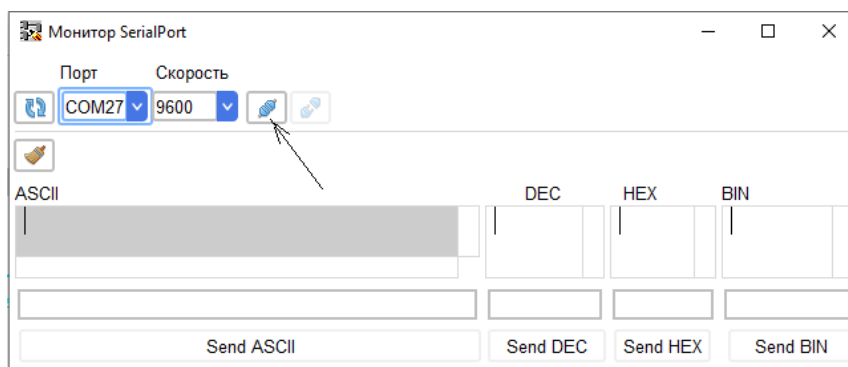 Монитор SerialPort
Порт Скорость
COM27 9600
ASCII DEC HEX BIN
Send ASCII Send DEC Send HEX Send BIN